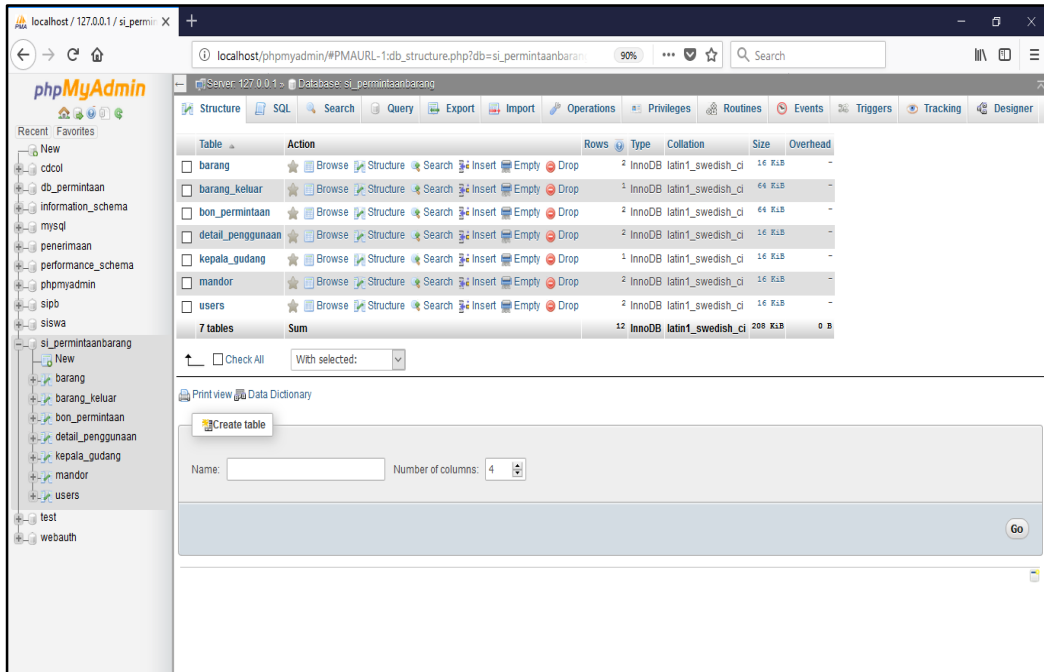 localhost / 127.0.0.1 / si_permin
localhost/phpmyadmin/#PMAURL-1:db_structure.php?db=si_permintaanbaran
90%
Search
phpMyAdmin
Recent Favorites
New
cdcol
db_permintaan
information_schema
mysql
penerimaan
performance_schema
phpmyadmin
sipb
siswa
si_permintaanbarang
New
barang
barang_keluar
bon_permintaan
detail_penggunaan
kepala_gudang
mandor
users
test
webauth
Server: 127.0.0.1 » Database: si_permintaanbarang
Structure SQL Search Query Export Import Operations Privileges Routines Events Triggers Tracking Designer
Table Action Rows Type Collation Size Overhead
barang Browse Structure Search Insert Empty Drop 2 InnoDB latin1_swedish_ci 16 KiB -
barang_keluar Browse Structure Search Insert Empty Drop 1 InnoDB latin1_swedish_ci 64 KiB -
bon_permintaan Browse Structure Search Insert Empty Drop 2 InnoDB latin1_swedish_ci 64 KiB -
detail_penggunaan Browse Structure Search Insert Empty Drop 2 InnoDB latin1_swedish_ci 16 KiB -
kepala_gudang Browse Structure Search Insert Empty Drop 1 InnoDB latin1_swedish_ci 16 KiB -
mandor Browse Structure Search Insert Empty Drop 2 InnoDB latin1_swedish_ci 16 KiB -
users Browse Structure Search Insert Empty Drop 2 InnoDB latin1_swedish_ci 16 KiB -
7 tables Sum 12 InnoDB latin1_swedish_ci 208 KiB 0 B
Check All With selected:
Print view Data Dictionary
Create table
Name: Number of columns: 4
Go